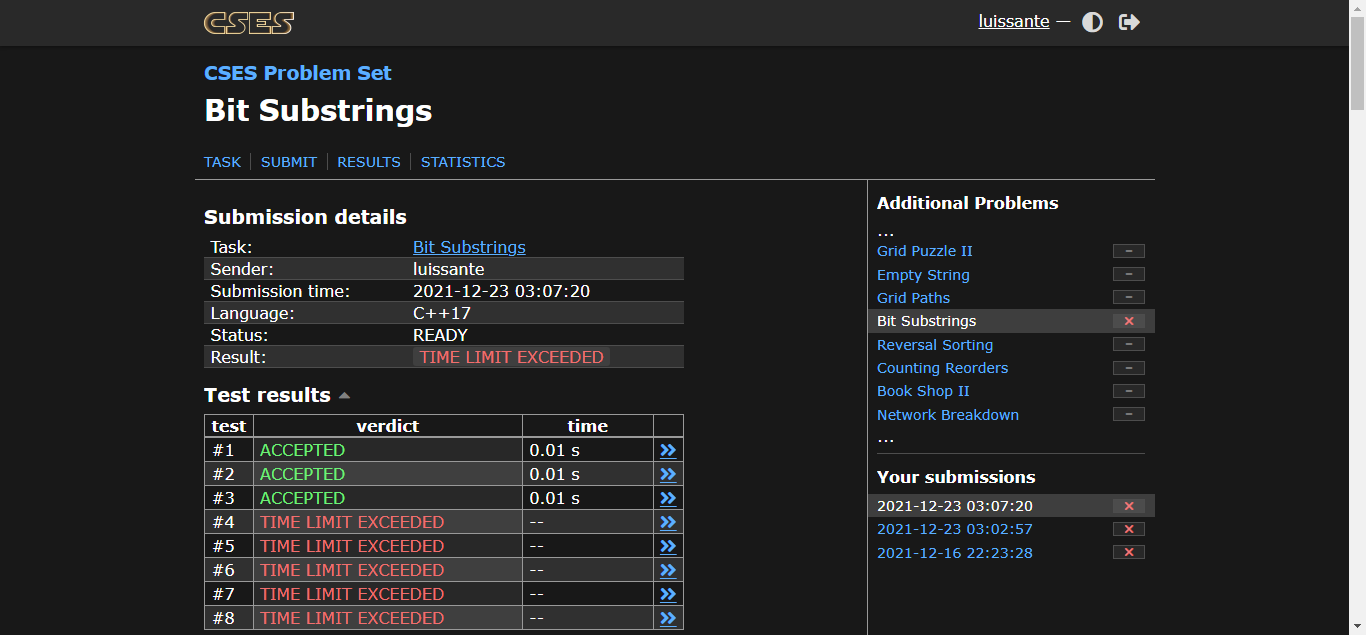 CSES
luissante —
CSES Problem Set
Bit Substrings
TASK SUBMIT RESULTS STATISTICS
Submission details
Task: Bit Substrings
Sender: luissante
Submission time: 2021-12-23 03:07:20
Language: C++17
Status: READY
Result: TIME LIMIT EXCEEDED
Test results
test verdict time
#1 ACCEPTED 0.01 s »
#2 ACCEPTED 0.01 s »
#3 ACCEPTED 0.01 s »
#4 TIME LIMIT EXCEEDED -- »
#5 TIME LIMIT EXCEEDED -- »
#6 TIME LIMIT EXCEEDED -- »
#7 TIME LIMIT EXCEEDED -- »
#8 TIME LIMIT EXCEEDED -- »
Additional Problems
...
Grid Puzzle II –
Empty String –
Grid Paths –
Bit Substrings ×
Reversal Sorting –
Counting Reorders –
Book Shop II –
Network Breakdown –
...
Your submissions
2021-12-23 03:07:20 ×
2021-12-23 03:02:57 ×
2021-12-16 22:23:28 ×